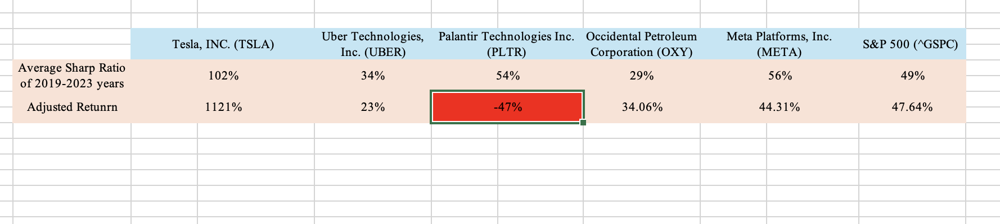 Tesla, INC. (TSLA)
Uber Technologies,
Inc. (UBER)
Palantir Technologies Inc.
(PLTR)
Occidental Petroleum
Corporation (OXY)
Meta Platforms, Inc.
(META)
S&P 500 (^GSPC)
Average Sharp Ratio
of 2019-2023 years
102%
34%
54%
29%
56%
49%
Adjusted Retunrn
1121%
23%
-47%
34.06%
44.31%
47.64%